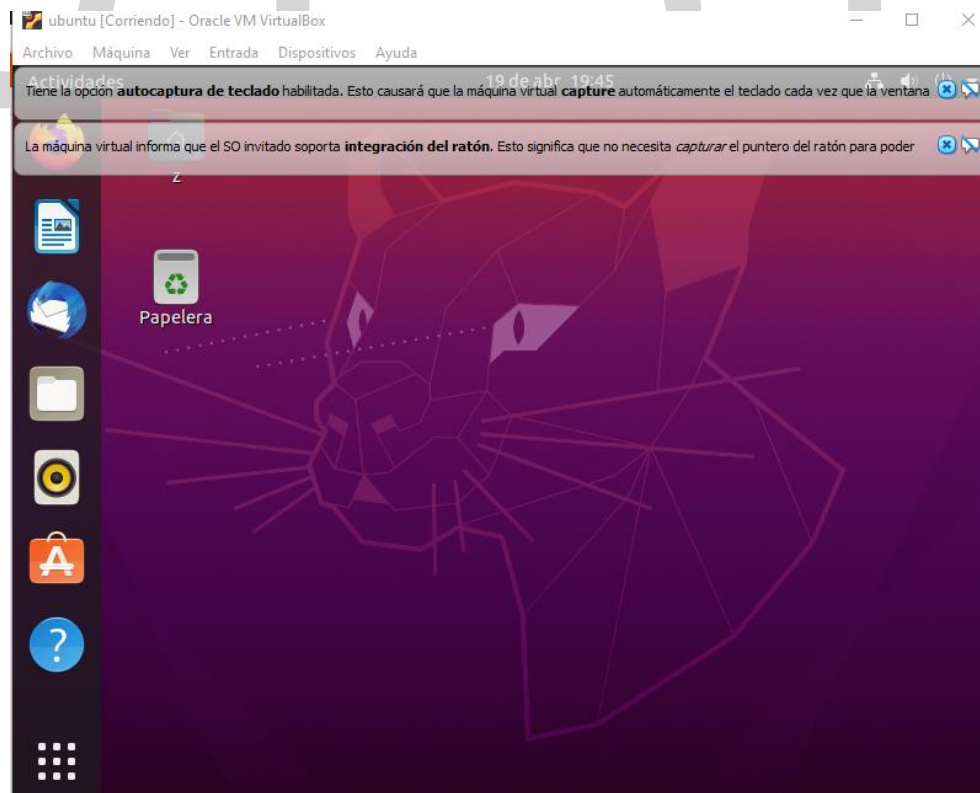 ubuntu [Corriendo] - Oracle VM VirtualBox
Archivo Máquina Ver Entrada Dispositivos Ayuda
Actividades 19 de abr 19:45
Tiene la opción autocaptura de teclado habilitada. Esto causará que la máquina virtual capture automáticamente el teclado cada vez que la ventana
La máquina virtual informa que el SO invitado soporta integración del ratón. Esto significa que no necesita capturar el puntero del ratón para poder
z
Papelera